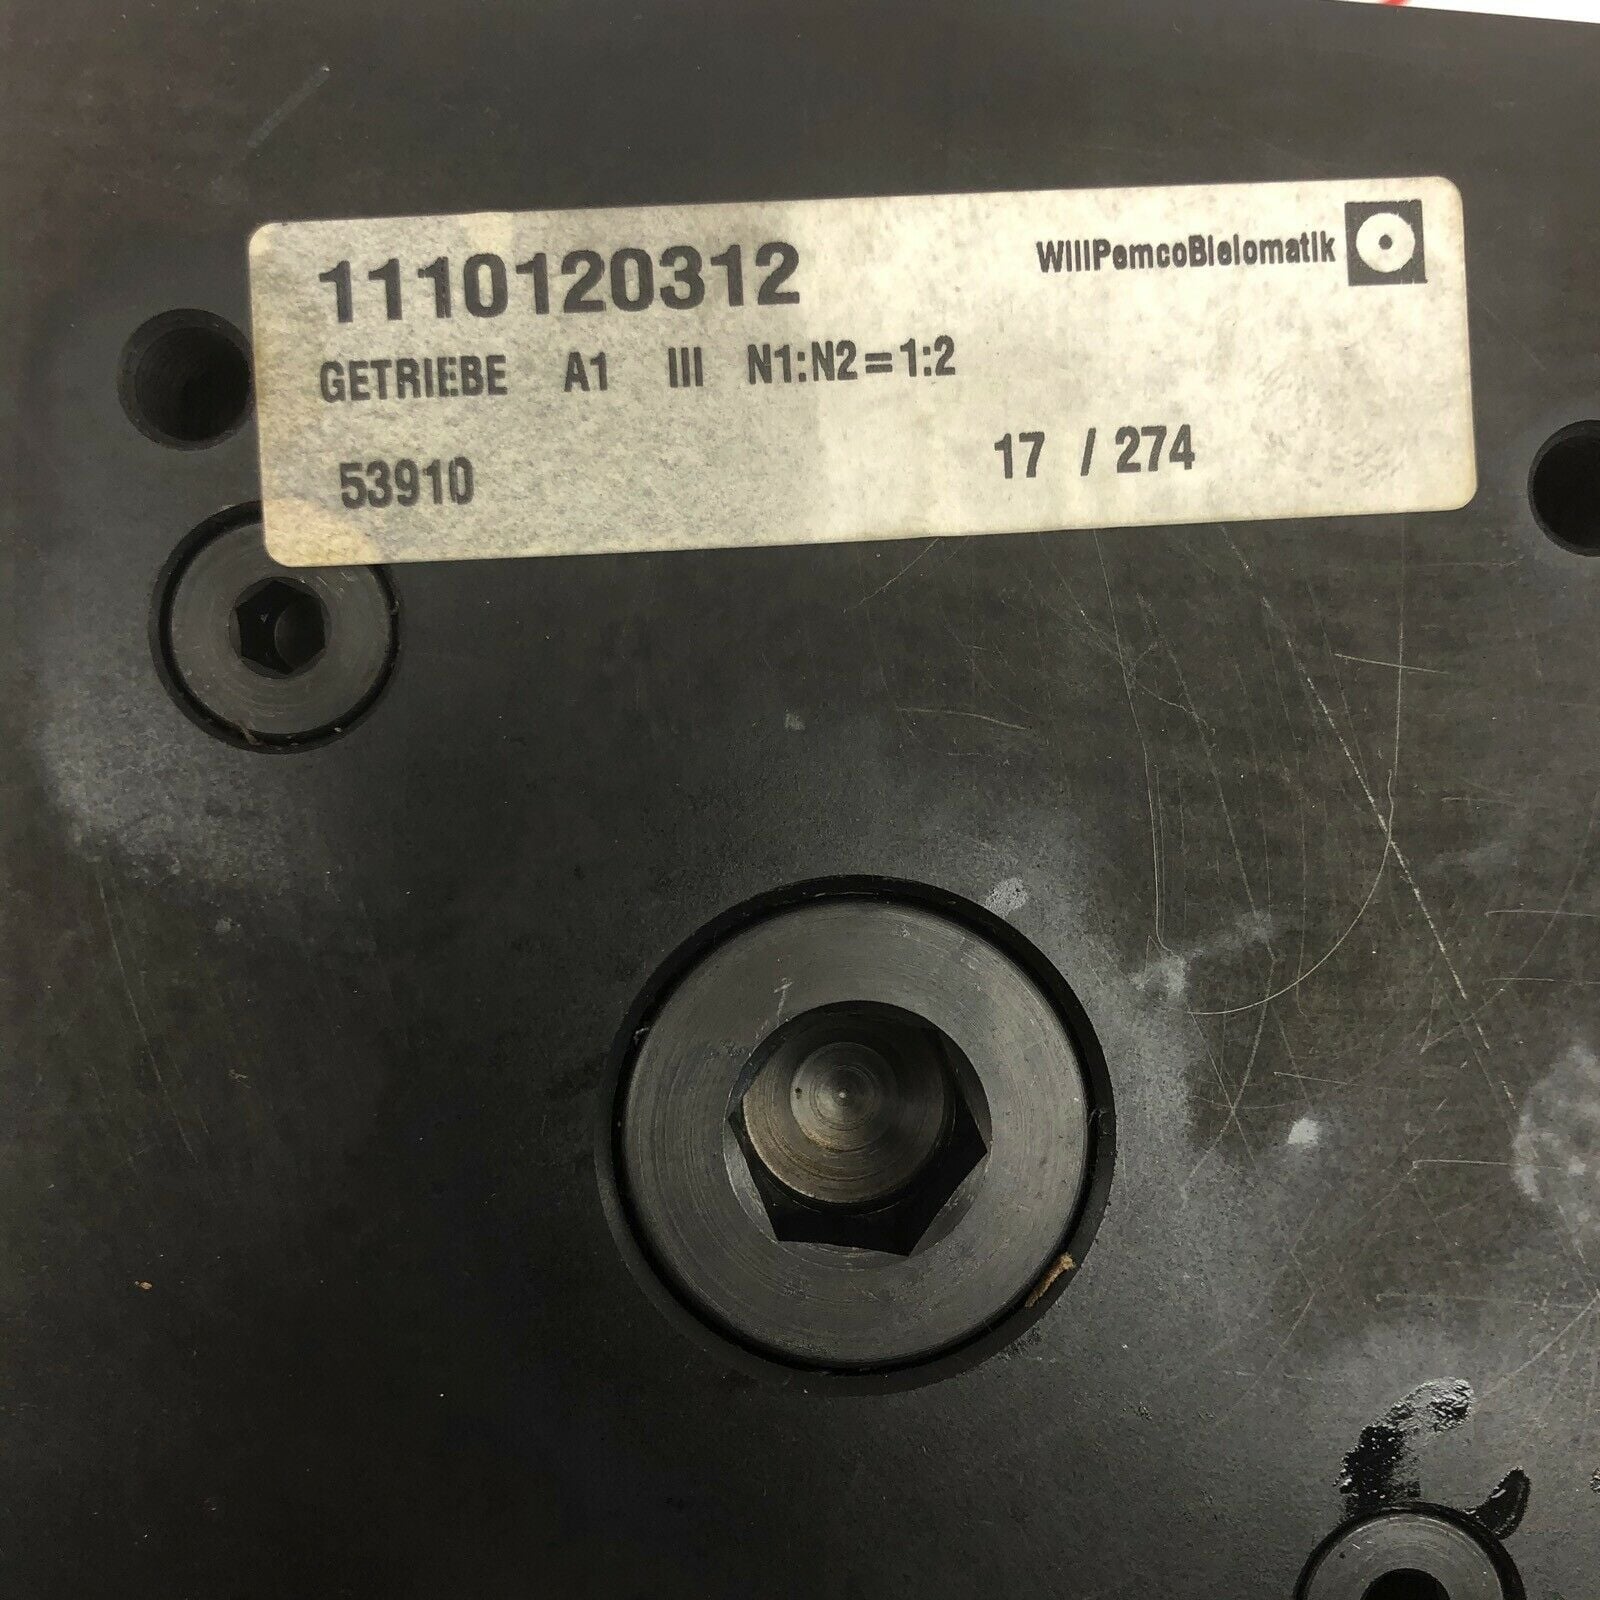 1110120312
WillPemcoBielomatik
GETRIEBE A1 III N1:N2=1:2
53910 17 / 274